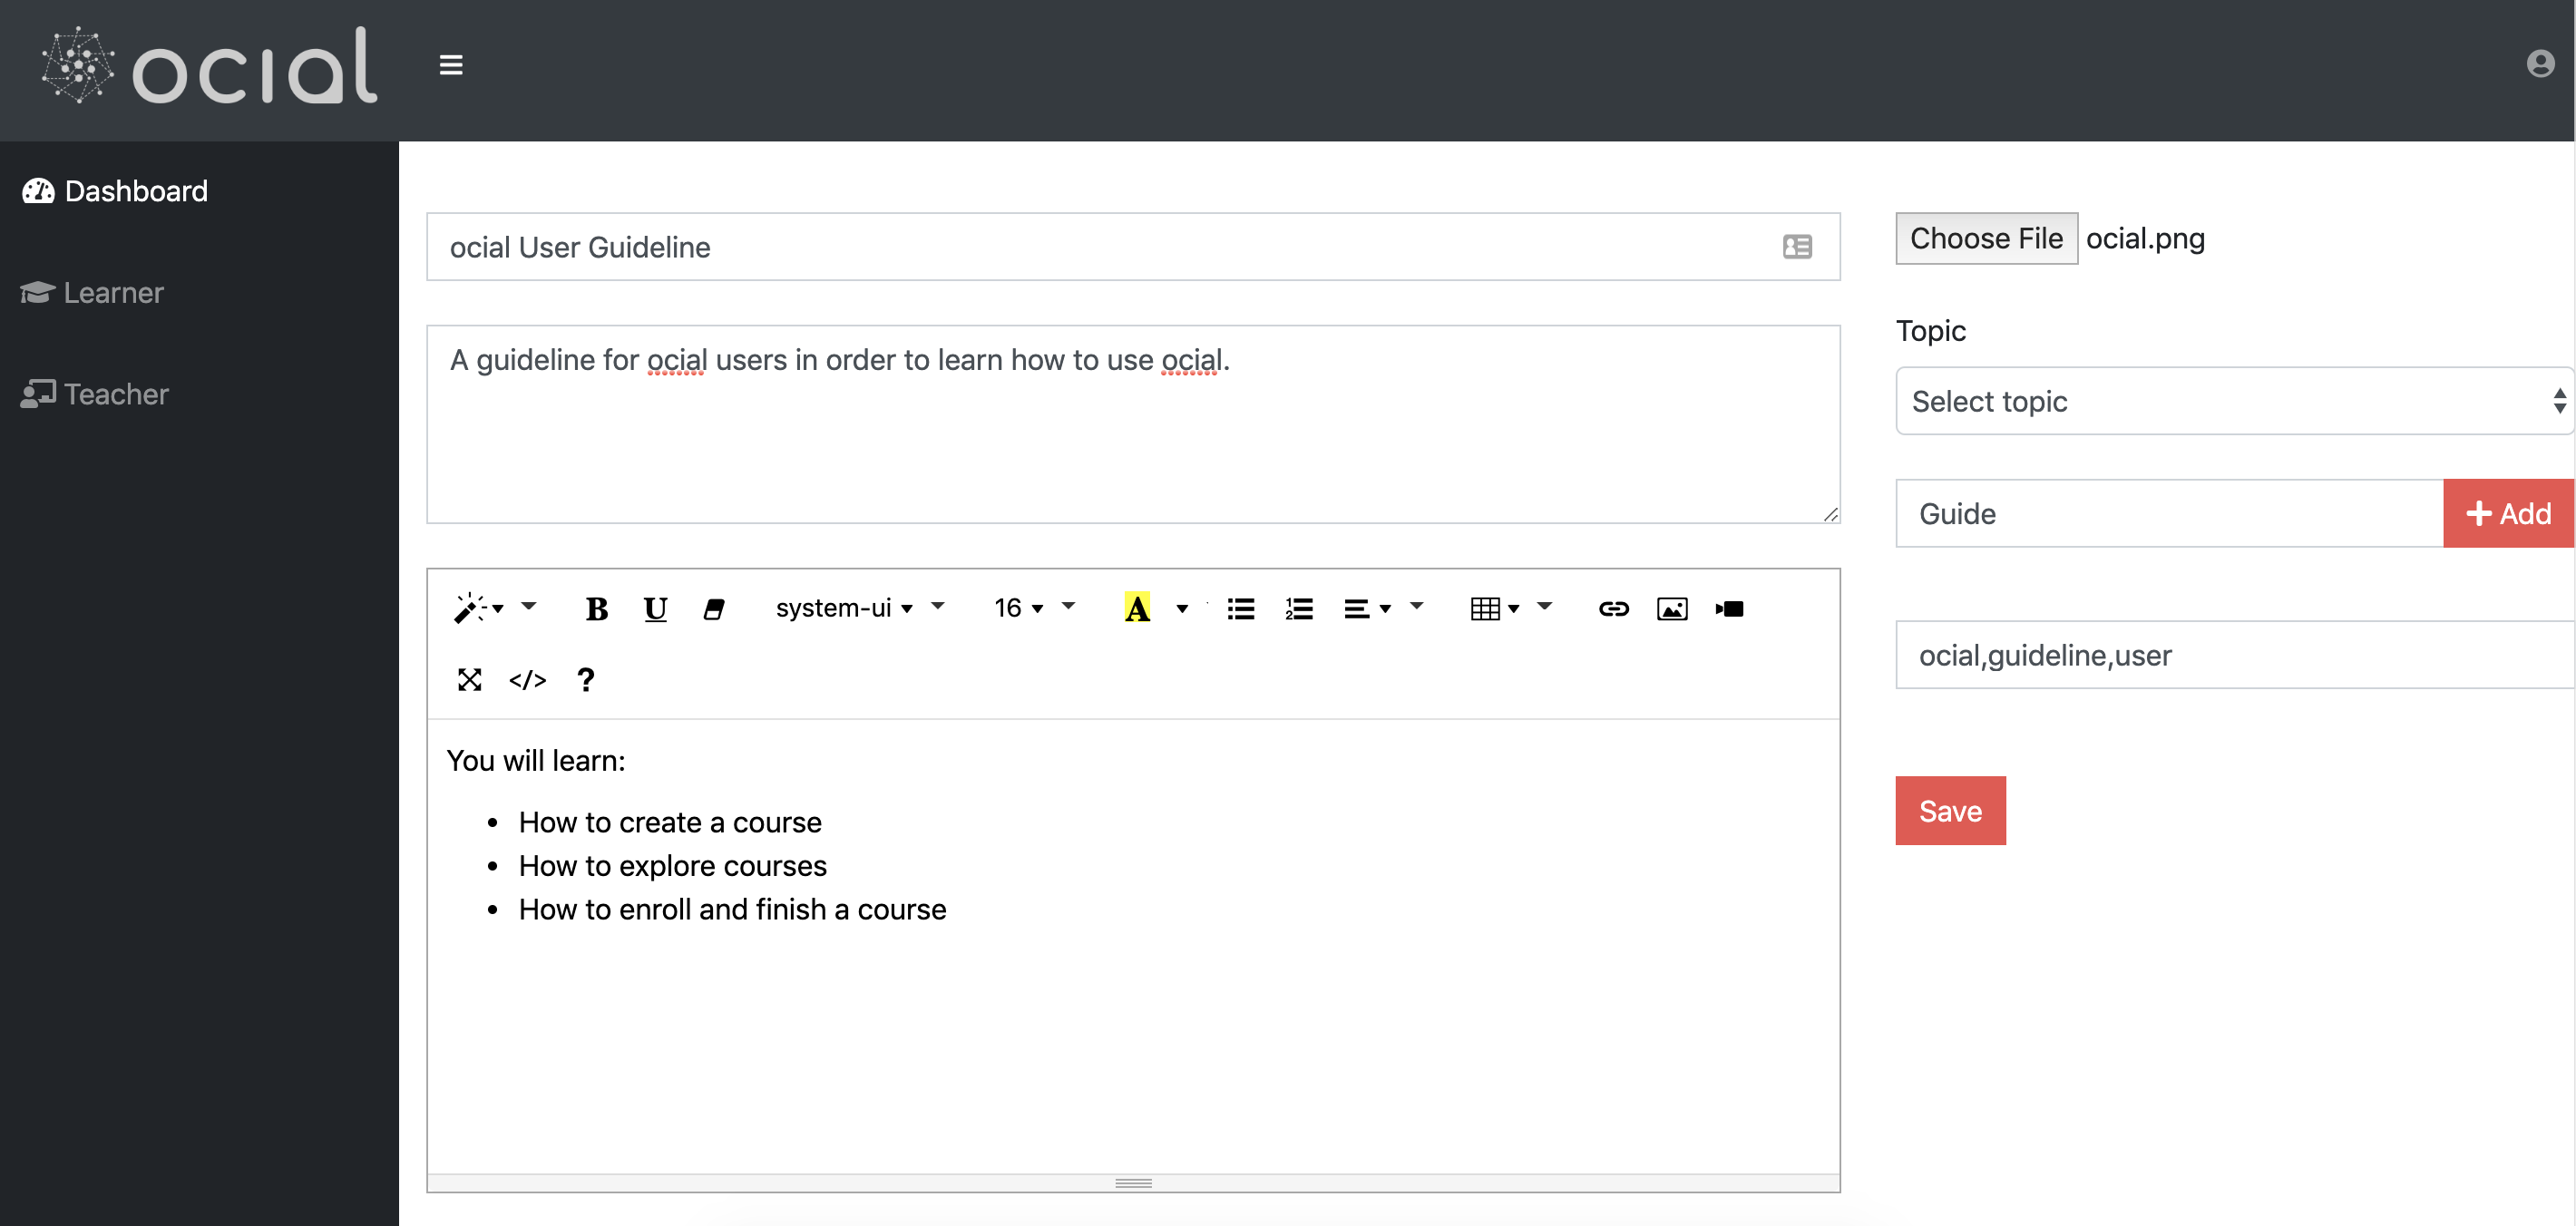 ocial
Dashboard
Learner
Teacher
ocial User Guideline
A guideline for ocial users in order to learn how to use ocial.
B U system-ui 16 A
</> ?
You will learn:
• How to create a course
• How to explore courses
• How to enroll and finish a course
Choose File ocial.png
Topic
Select topic
Guide + Add
ocial,guideline,user
Save